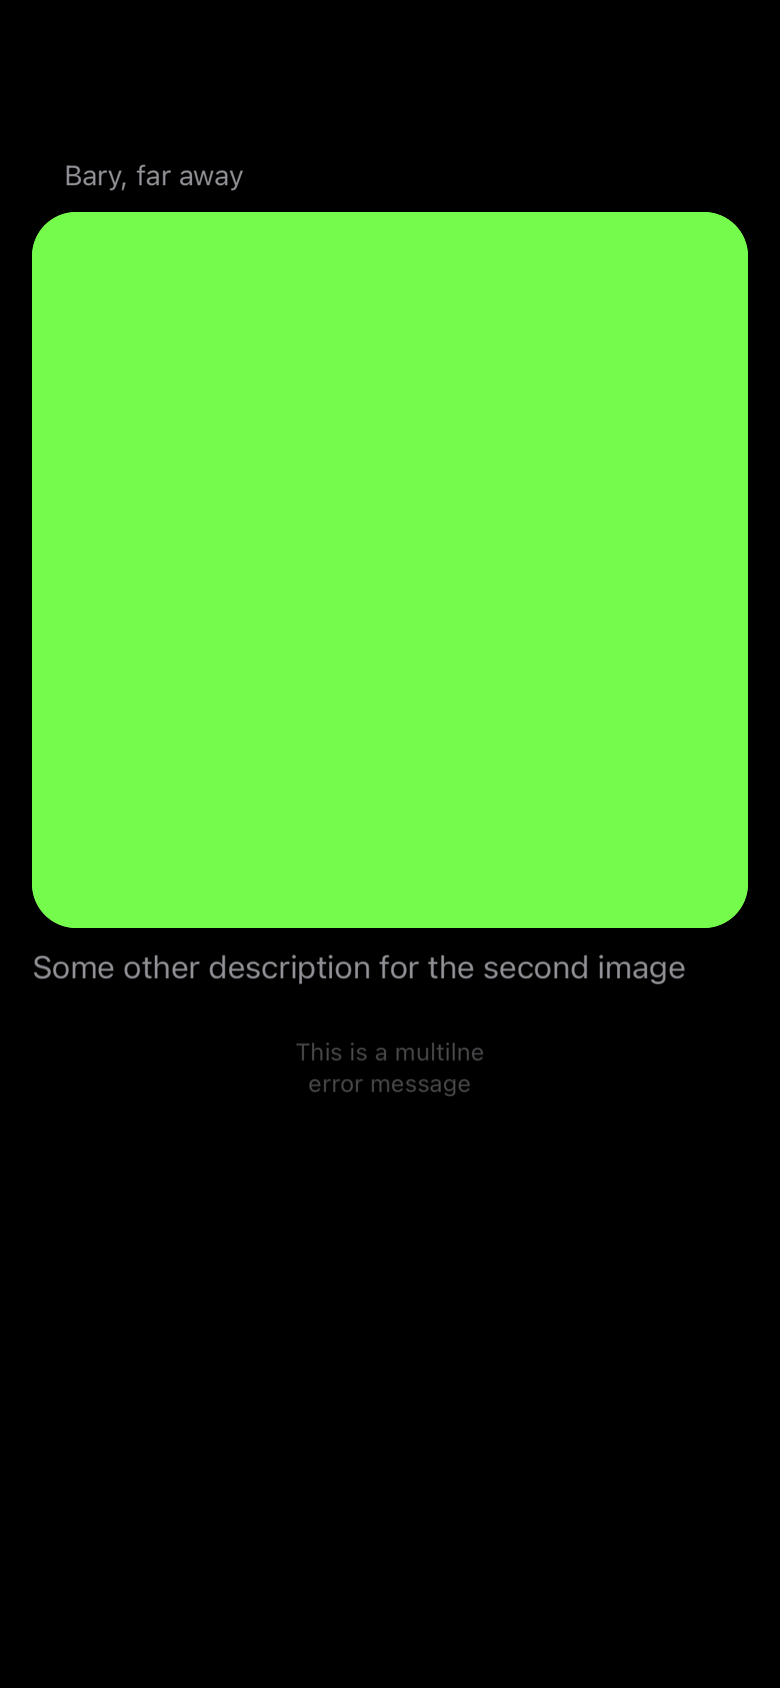 Bary, far away
Some other description for the second image
This is a multilne
error message